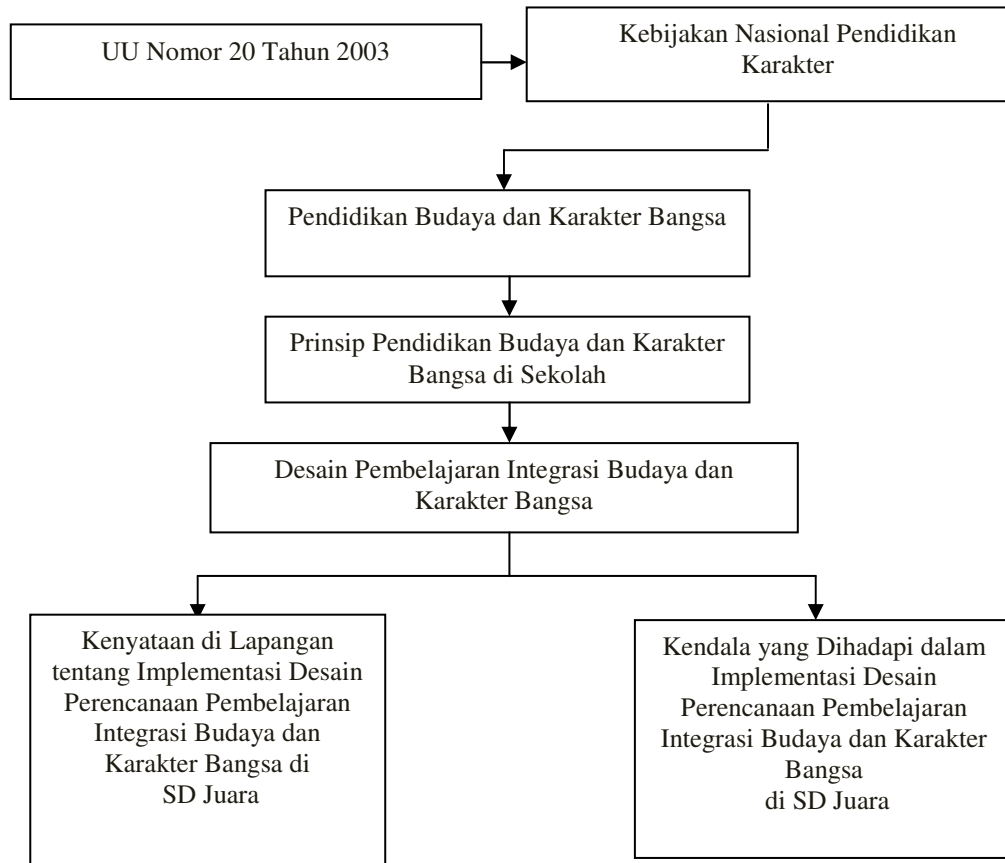 UU Nomor 20 Tahun 2003
Kebijakan Nasional Pendidikan
Karakter
Pendidikan Budaya dan Karakter Bangsa
Prinsip Pendidikan Budaya dan Karakter
Bangsa di Sekolah
Desain Pembelajaran Integrasi Budaya dan
Karakter Bangsa
Kenyataan di Lapangan
tentang Implementasi Desain
Perencanaan Pembelajaran
Integrasi Budaya dan
Karakter Bangsa di
SD Juara
Kendala yang Dihadapi dalam
Implementasi Desain
Perencanaan Pembelajaran
Integrasi Budaya dan Karakter
Bangsa
di SD Juara